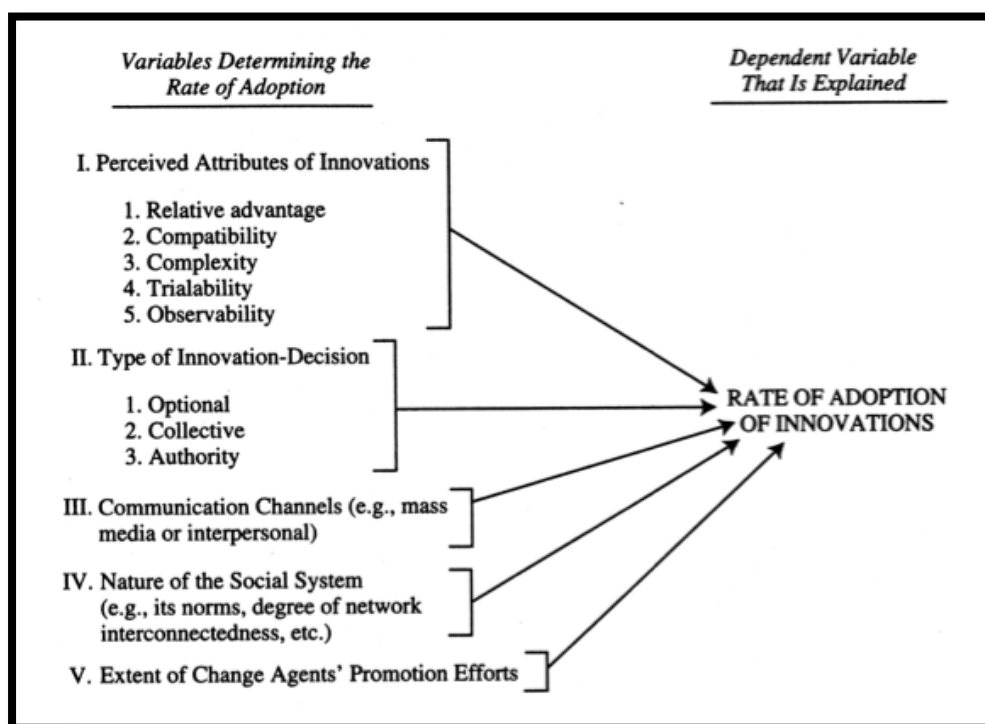 Variables Determining the
Rate of Adoption
Dependent Variable
That Is Explained
I. Perceived Attributes of Innovations
1. Relative advantage
2. Compatibility
3. Complexity
4. Trialability
5. Observability
II. Type of Innovation-Decision
1. Optional
2. Collective
3. Authority
RATE OF ADOPTION
OF INNOVATIONS
III. Communication Channels (e.g., mass
media or interpersonal)
IV. Nature of the Social System
(e.g., its norms, degree of network
interconnectedness, etc.)
V. Extent of Change Agents' Promotion Efforts